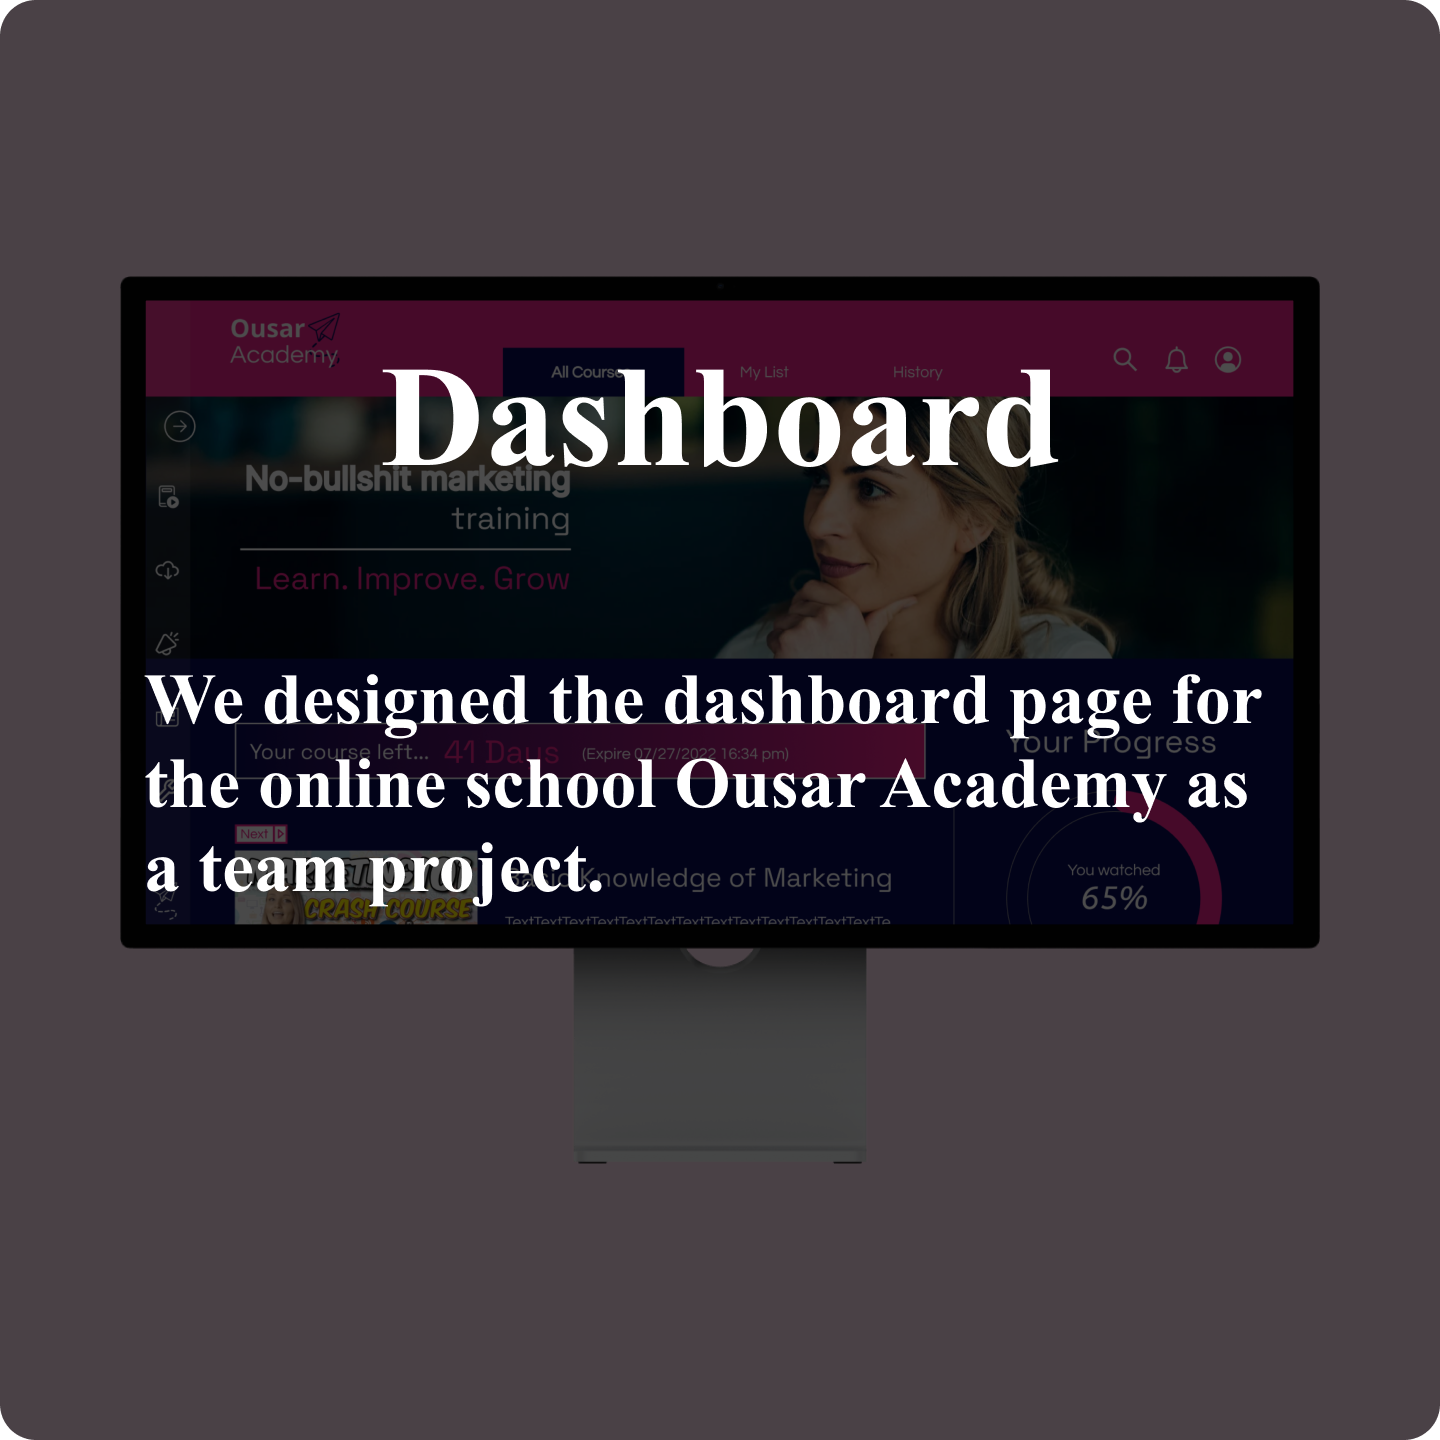 Ousar
Academy
All Course
My List
History
Dashboard
No-bullshit marketing
training
Learn. Improve. Grow
We designed the dashboard page for
the online school Ousar Academy as
a team project.
Your course left... 41 Days (Expire 07/27/2022 16:34 pm)
Your Progress
Next
CRASH COURSE
Basic Knowledge of Marketing
TextTextTextTextTextTextTextTextTextTextTextTextTextTe
You watched
65%